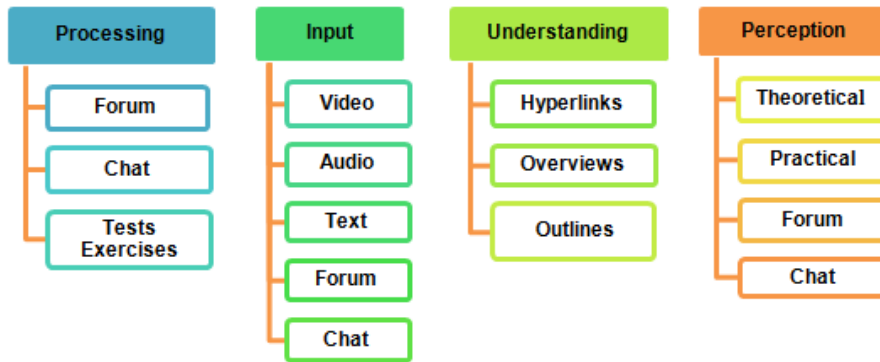 Processing
Forum
Chat
Tests
Exercises
Input
Video
Audio
Text
Forum
Chat
Understanding
Hyperlinks
Overviews
Outlines
Perception
Theoretical
Practical
Forum
Chat